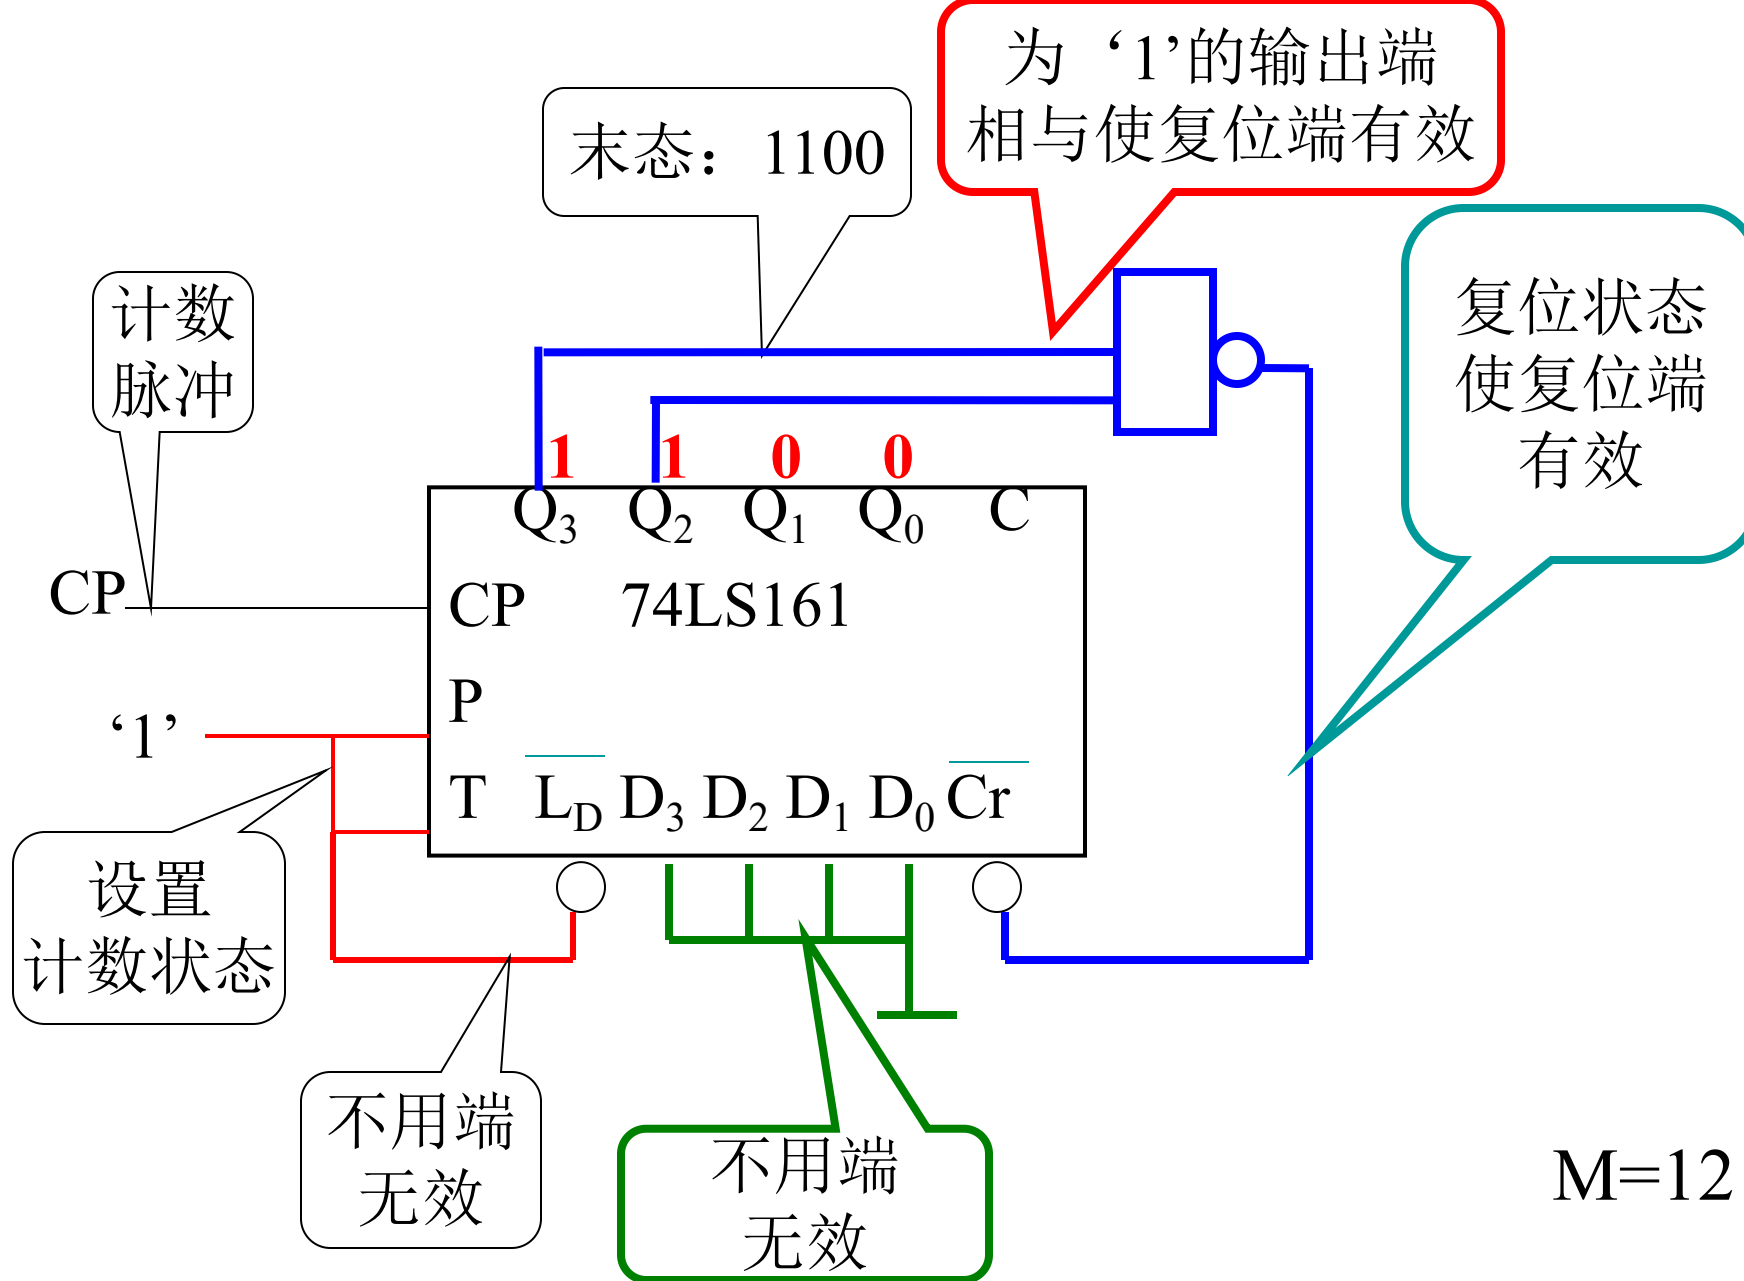 为‘1’的输出端
相与使复位端有效
末态：1100
复位状态
使复位端
有效
计数
脉冲
1 1 0 0
Q₃ Q₂ Q₁ Q₀ C
CP
CP 74LS161
P
‘1’
T L̅D̅ D₃ D₂ D₁ D₀ C̅r̅
设置
计数状态
不用端
无效
不用端
无效
M=12